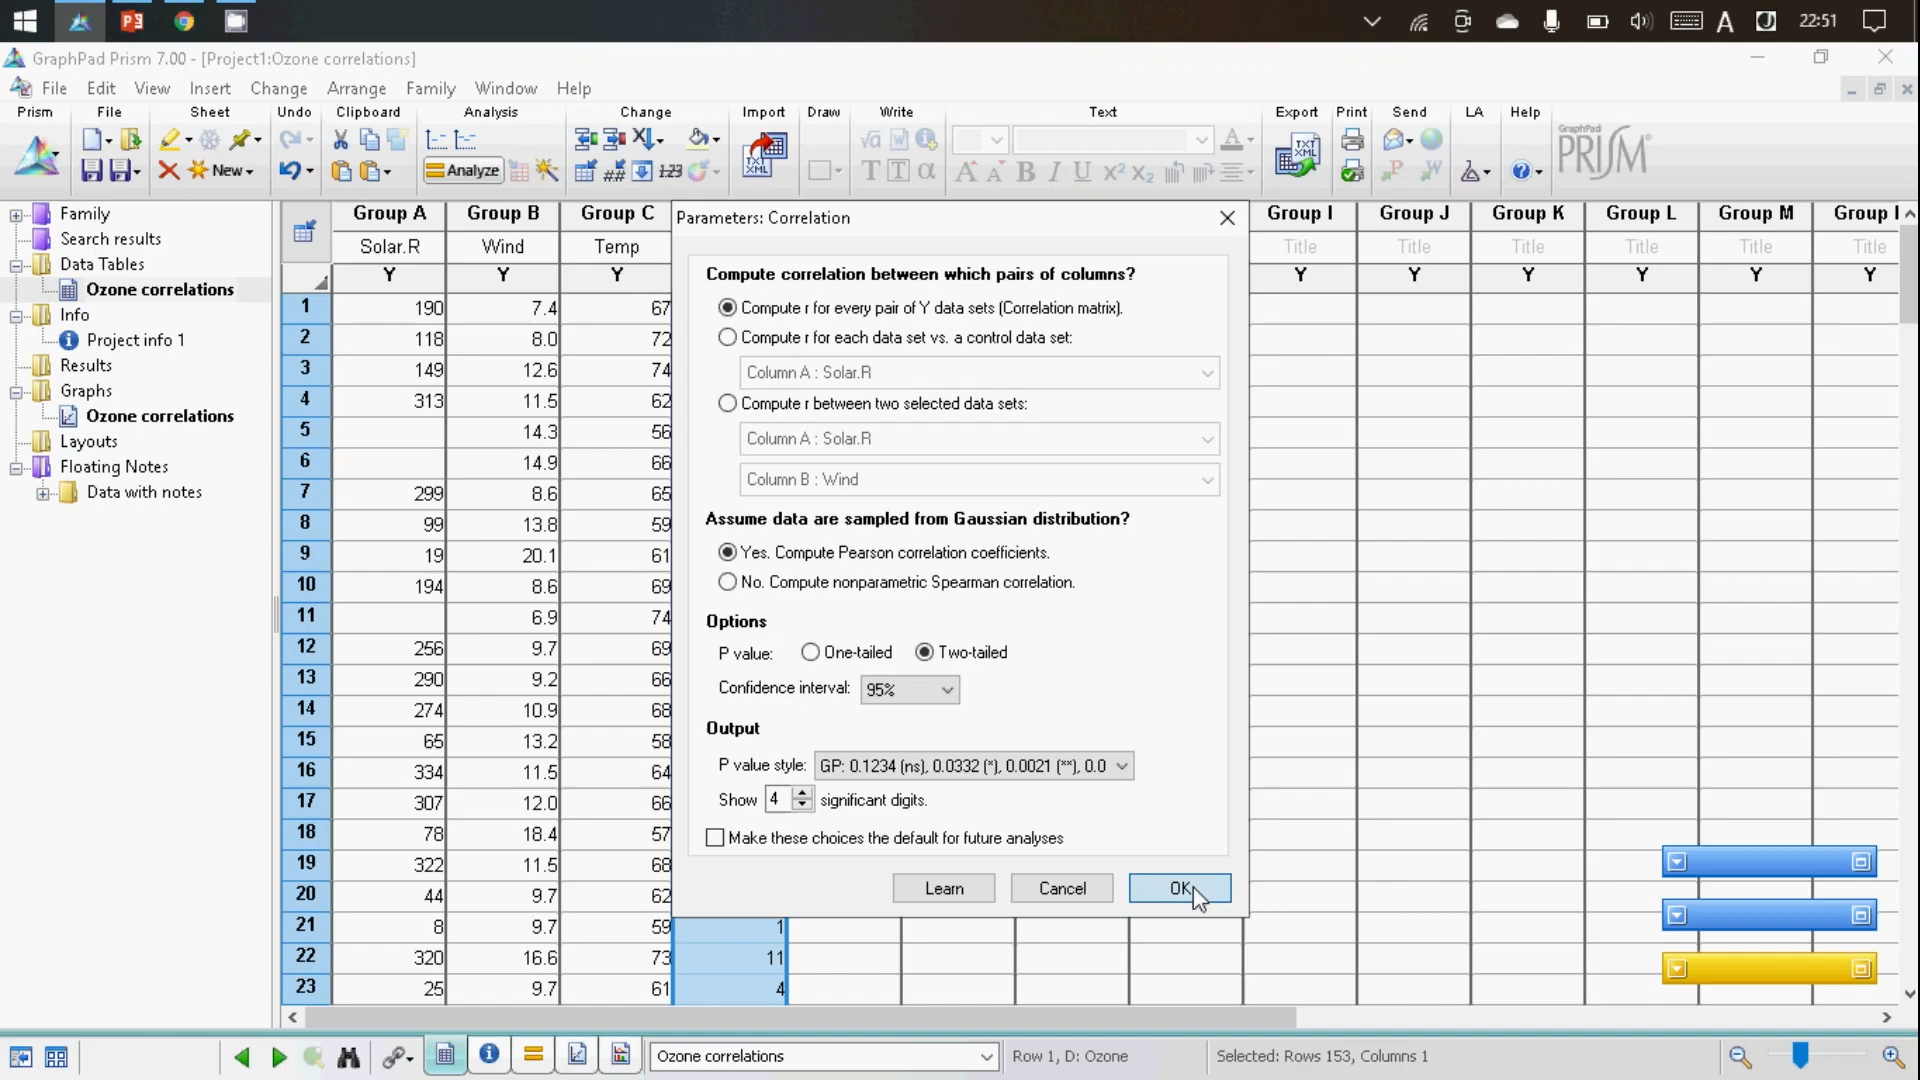 22:51
GraphPad Prism 7.00 - [Project1:Ozone correlations]
File Edit View Insert Change Arrange Family Window Help
Prism File Sheet Undo Clipboard Analysis Change Import Draw Write Text Export Print Send LA Help
Analyze
New
TXT XML
GraphPad
PRISM
Family
Search results
Data Tables
Ozone correlations
Info
Project info 1
Results
Graphs
Ozone correlations
Layouts
Floating Notes
Data with notes
Group A Group B Group C Group I Group J Group K Group L Group M Group
Solar.R Wind Temp Title Title Title Title Title Title
Y Y Y Y Y Y Y Y Y
1 190 7.4 67
2 118 8.0 72
3 149 12.6 74
4 313 11.5 62
5 14.3 56
6 14.9 66
7 299 8.6 65
8 99 13.8 59
9 19 20.1 61
10 194 8.6 69
11 6.9 74
12 256 9.7 69
13 290 9.2 66
14 274 10.9 68
15 65 13.2 58
16 334 11.5 64
17 307 12.0 66
18 78 18.4 57
19 322 11.5 68
20 44 9.7 62
21 8 9.7 59 1
22 320 16.6 73 11
23 25 9.7 61 4
Parameters: Correlation
Compute correlation between which pairs of columns?
Compute r for every pair of Y data sets (Correlation matrix).
Compute r for each data set vs. a control data set:
Column A : Solar.R
Compute r between two selected data sets:
Column A : Solar.R
Column B : Wind
Assume data are sampled from Gaussian distribution?
Yes. Compute Pearson correlation coefficients.
No. Compute nonparametric Spearman correlation.
Options
P value: One-tailed Two-tailed
Confidence interval: 95%
Output
P value style: GP: 0.1234 (ns), 0.0332 (*), 0.0021 (**), 0.0
Show 4 significant digits.
Make these choices the default for future analyses
Learn Cancel OK
Ozone correlations Row 1, D: Ozone Selected: Rows 153, Columns 1